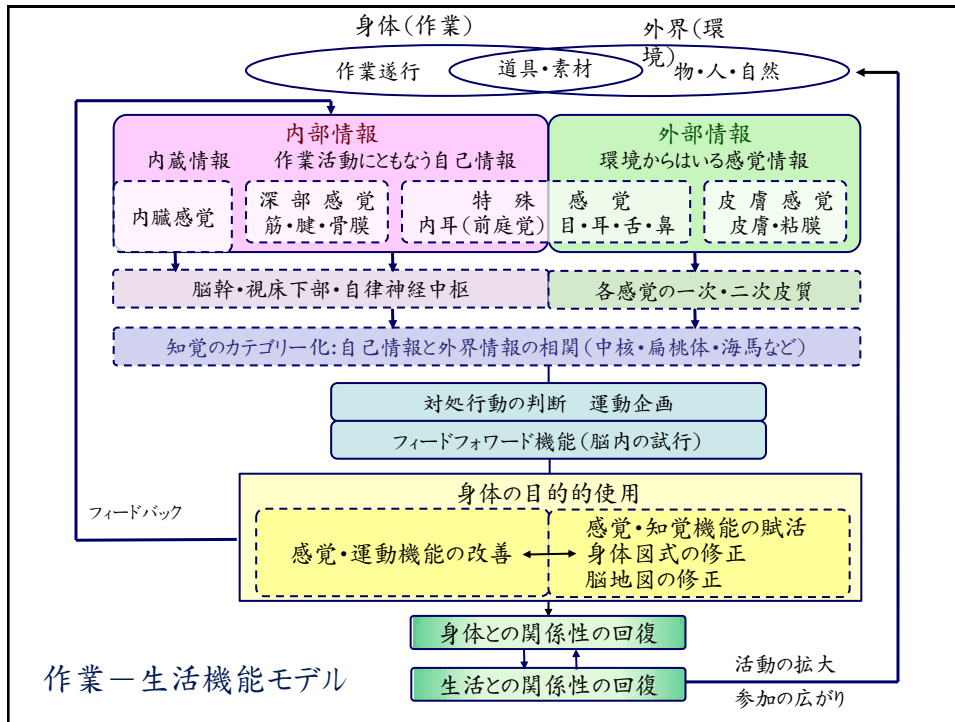 身体(作業)
外界(環
境)
作業遂行
道具・素材
物・人・自然
内部情報
外部情報
内蔵情報
作業活動にともなう自己情報
環境からはいる感覚情報
内臓感覚
深部感覚
筋・腱・骨膜
特殊感覚
内耳(前庭覚) 目・耳・舌・鼻
皮膚感覚
皮膚・粘膜
脳幹・視床下部・自律神経中枢
各感覚の一次・二次皮質
知覚のカテゴリー化:自己情報と外界情報の相関(中核・扁桃体・海馬など)
対処行動の判断 運動企画
フィードフォワード機能(脳内の試行)
身体の目的的使用
フィードバック
感覚・運動機能の改善
感覚・知覚機能の賦活
身体図式の修正
脳地図の修正
身体との関係性の回復
生活との関係性の回復
活動の拡大
参加の広がり
作業-生活機能モデル